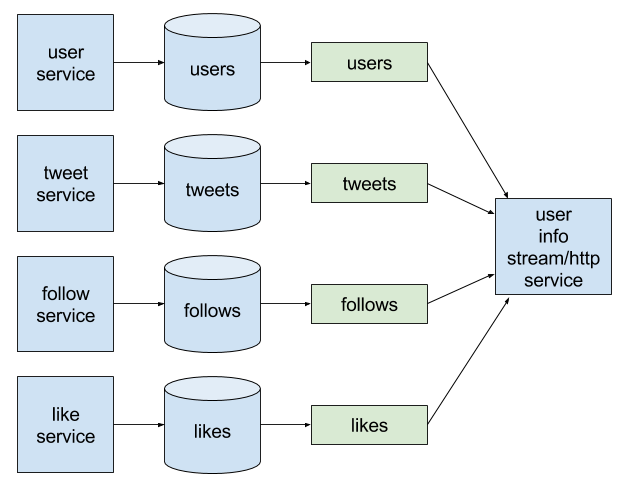 user
service
users
users
tweet
service
tweets
tweets
user
info
stream/http
service
follow
service
follows
follows
like
service
likes
likes